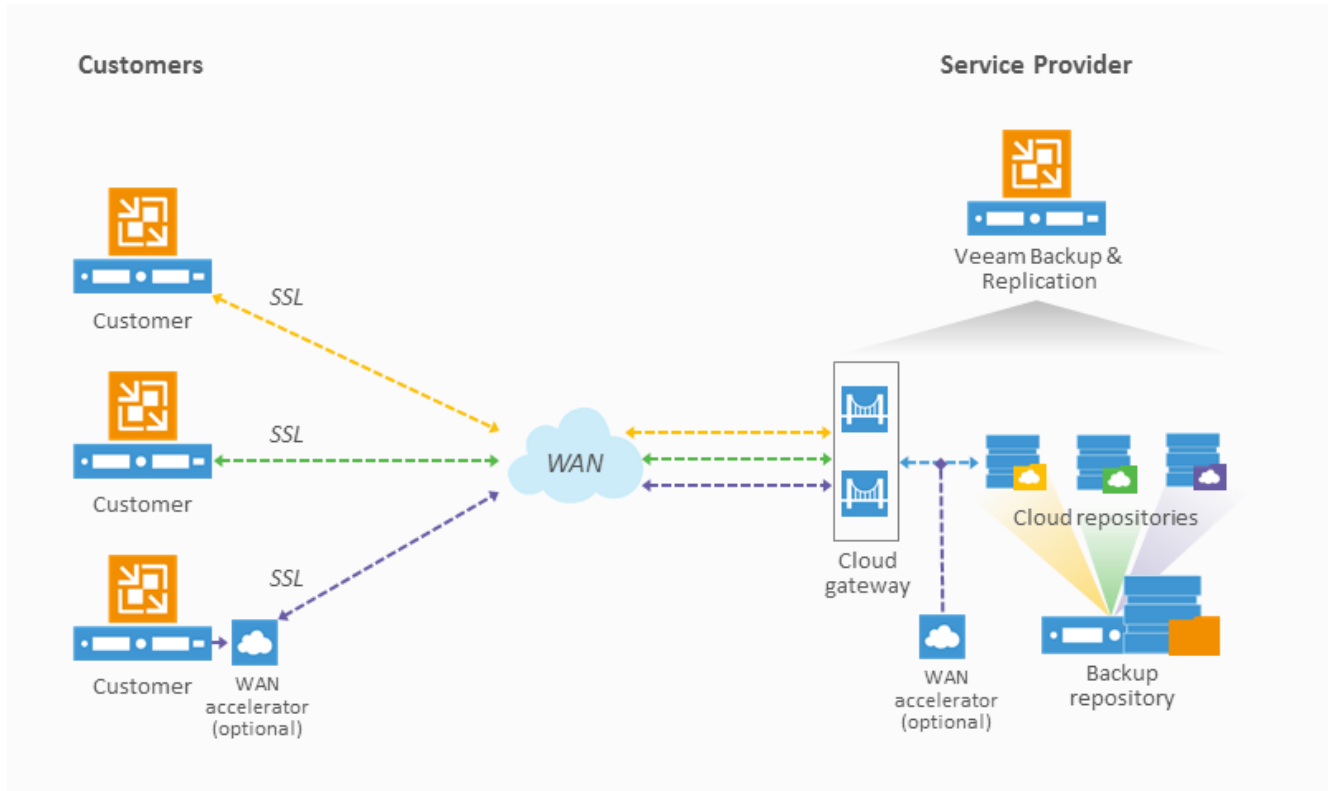 Customers
Service Provider
Veeam Backup &
Replication
SSL
Customer
SSL
Customer
WAN
SSL
Customer
WAN
accelerator
(optional)
Cloud
gateway
Cloud repositories
WAN
accelerator
(optional)
Backup
repository